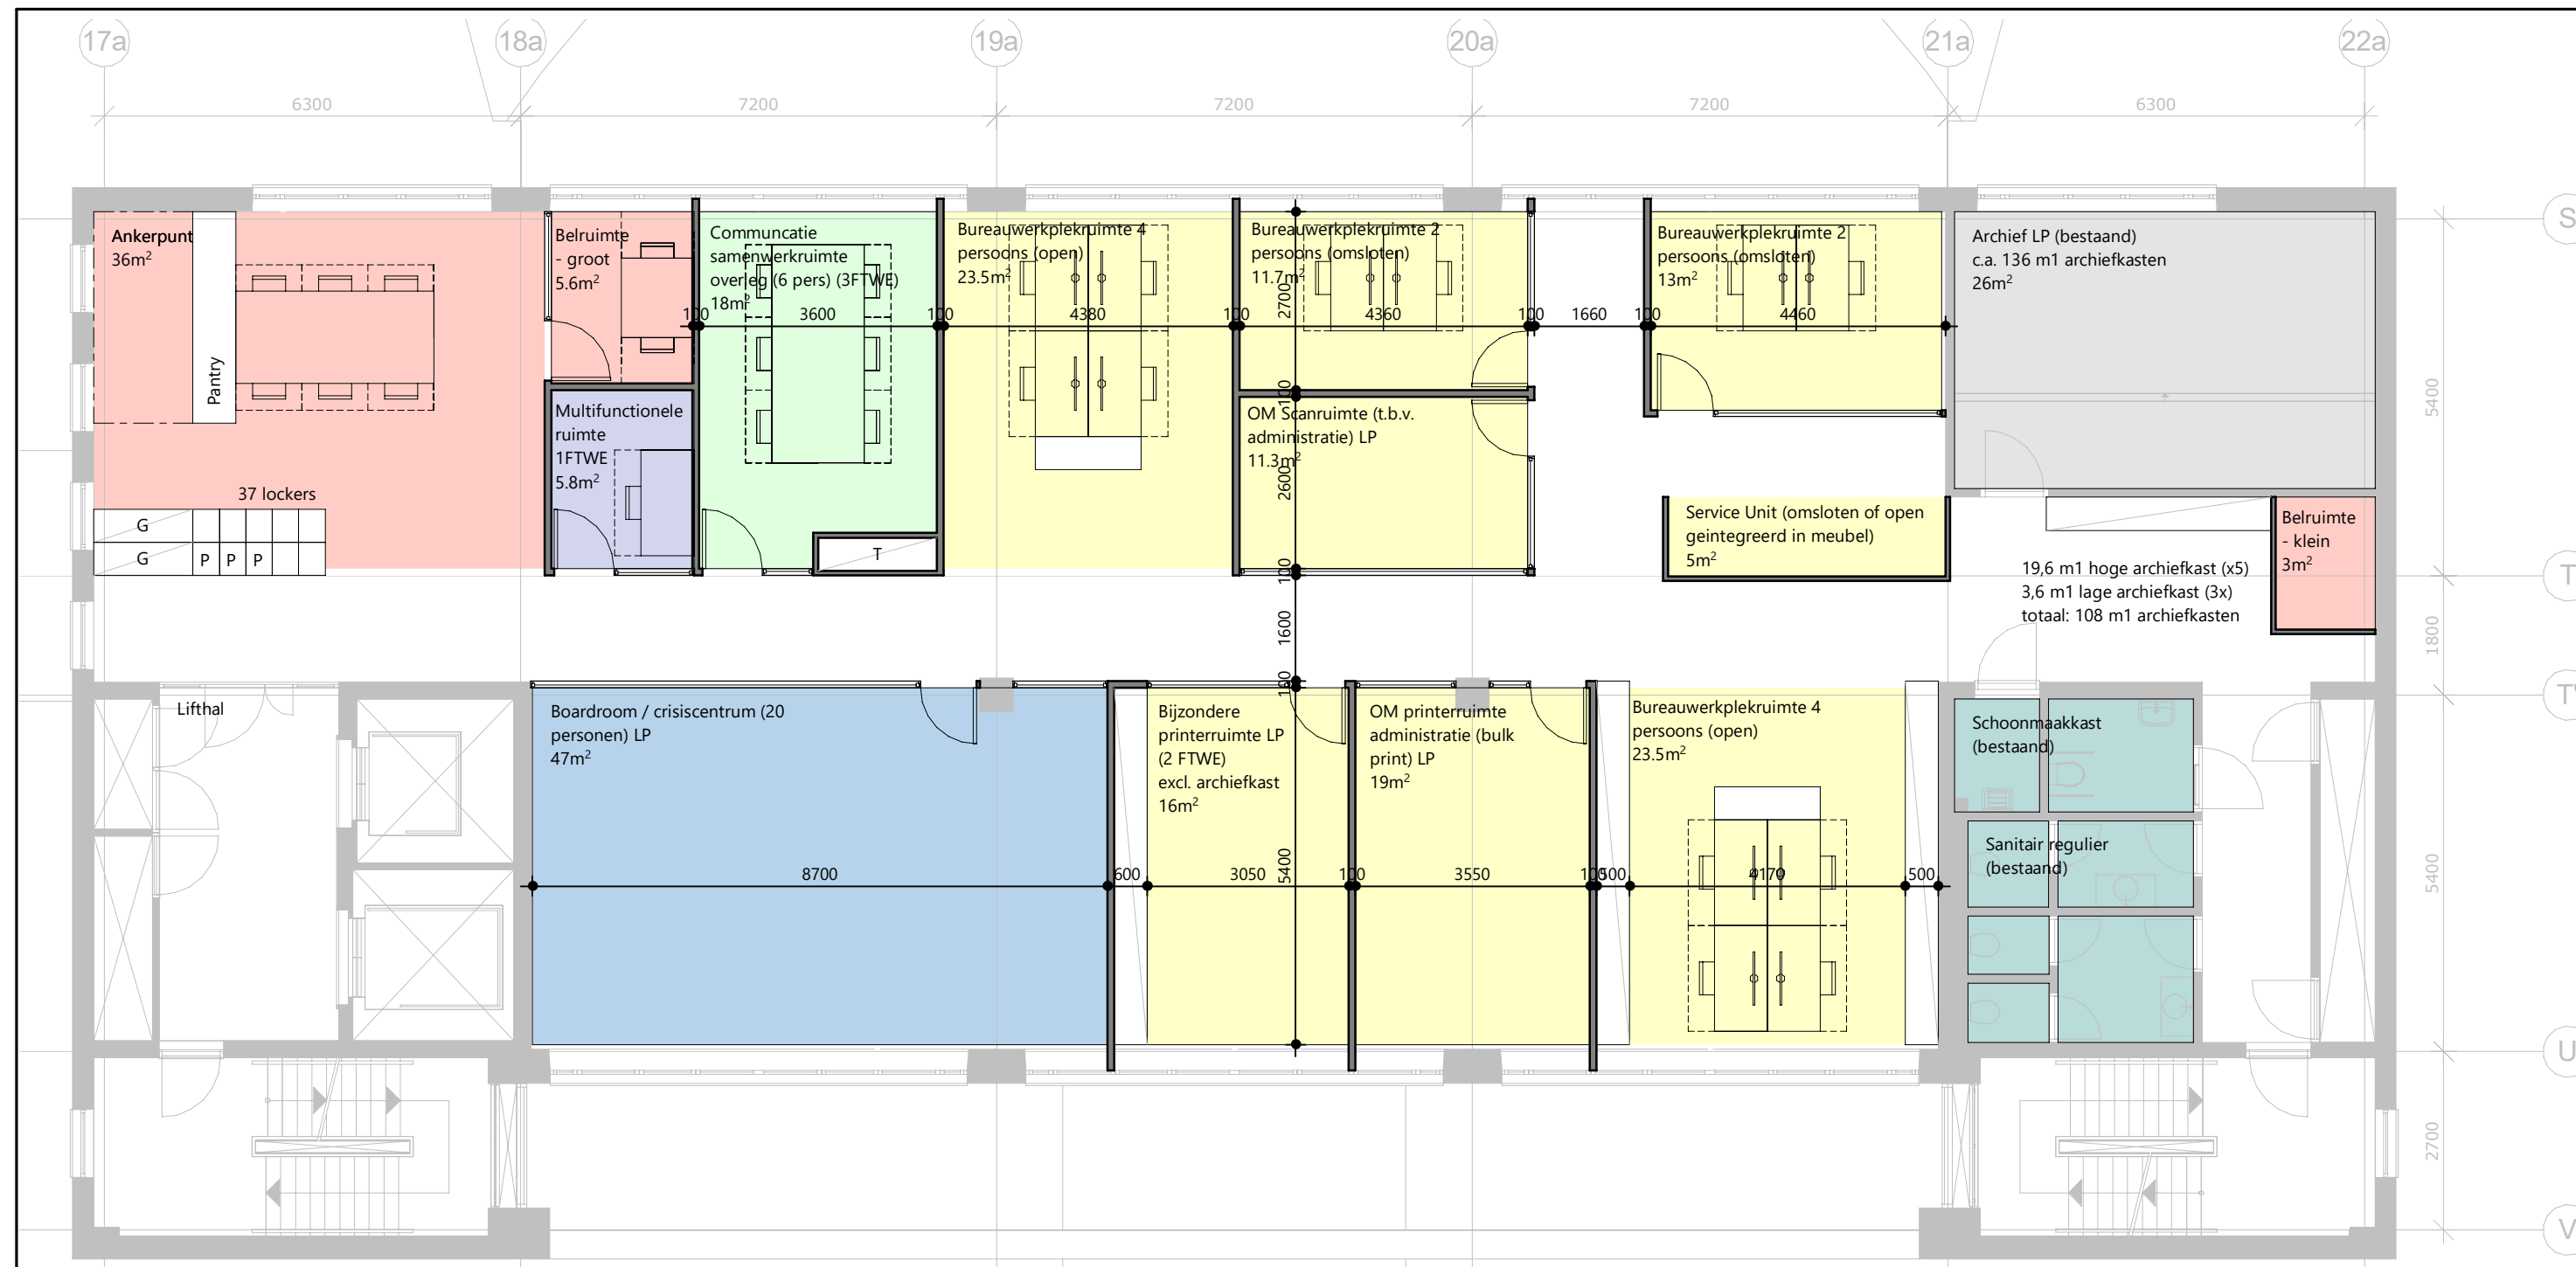 17a
18a
19a
20a
21a
22a
6300
7200
7200
7200
6300
S
T
U
V
5400
1800
5400
2700
Ankerpunt
36m²
Pantry
37 lockers
G
G
P P P
Belruimte
- groot
5.6m²
Multifunctionele
ruimte
1FTWE
5.8m²
Communcatie
samenwerkruimte
overleg (6 pers) (3FTWE)
18m²
T
Bureauwerkplekruimte 4
persoons (open)
23.5m²
Bureauwerkplekruimte 2
persoons (omsloten)
11.7m²
OM Scanruimte (t.b.v.
administratie) LP
11.3m²
Bureauwerkplekruimte 2
persoons (omsloten)
13m²
Archief LP (bestaand)
c.a. 136 m1 archiefkasten
26m²
100
3600
100
4380
100
4360
100
1660
100
4460
2700
100
2600
100
1600
100
5400
Service Unit (omsloten of open
geintegreerd in meubel)
5m²
Belruimte
- klein
3m²
19,6 m1 hoge archiefkast (x5)
3,6 m1 lage archiefkast (3x)
totaal: 108 m1 archiefkasten
Lifthal
Boardroom / crisiscentrum (20
personen) LP
47m²
Bijzondere
printerruimte LP
(2 FTWE)
excl. archiefkast
16m²
OM printerruimte
administratie (bulk
print) LP
19m²
Bureauwerkplekruimte 4
persoons (open)
23.5m²
Schoonmaakkast
(bestaand)
Sanitair regulier
(bestaand)
8700
600
3050
100
3550
100
500
4170
500